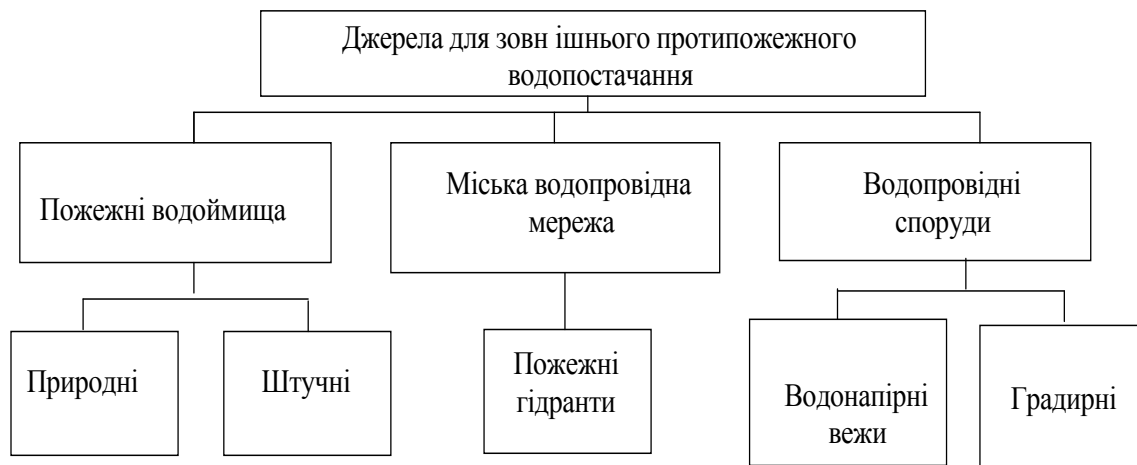 Джерела для зовн ішнього протипожежного
водопостачання
Пожежні водоймища
Міська водопровідна
мережа
Водопровідні
споруди
Природні
Штучні
Пожежні
гідранти
Водонапірні
вежи
Градирні